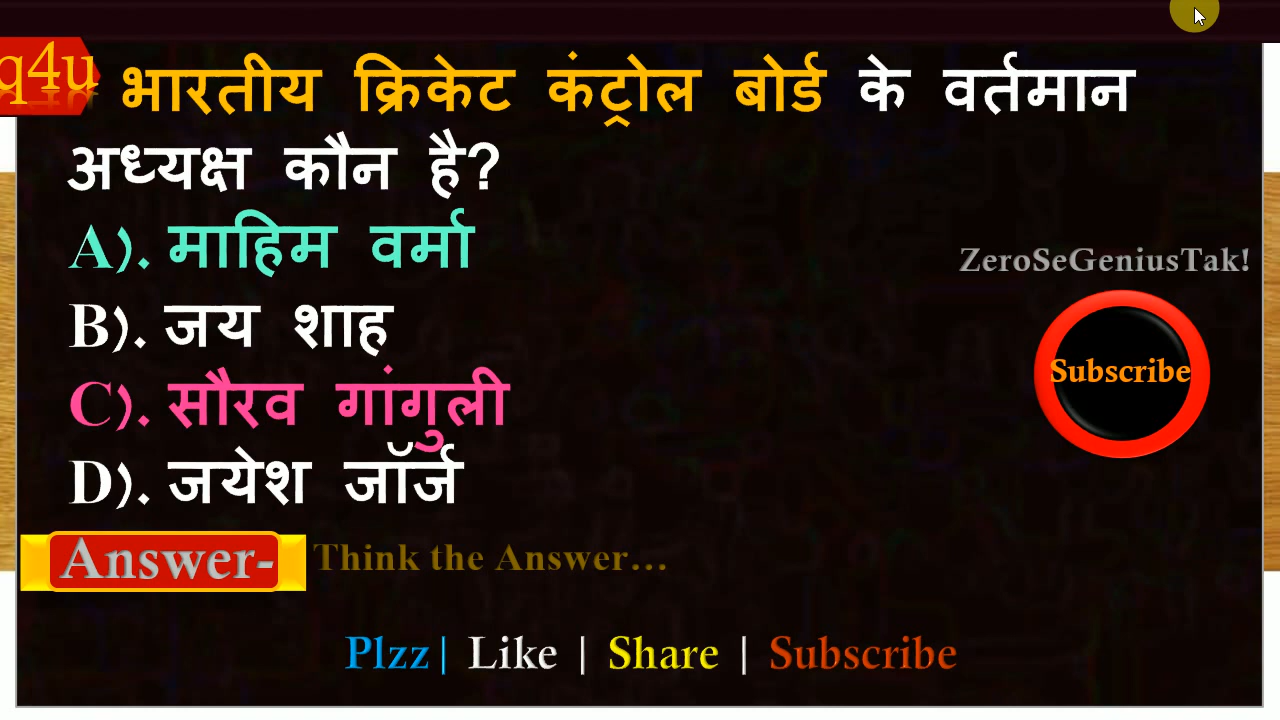 q4u
भारतीय क्रिकेट कंट्रोल बोर्ड के वर्तमान
अध्यक्ष कौन है?
A). माहिम वर्मा
ZeroSeGeniusTak!
B). जय शाह
Subscribe
C). सौरव गांगुली
D). जयेश जॉर्ज
Answer- Think the Answer...
Plzz| Like | Share | Subscribe